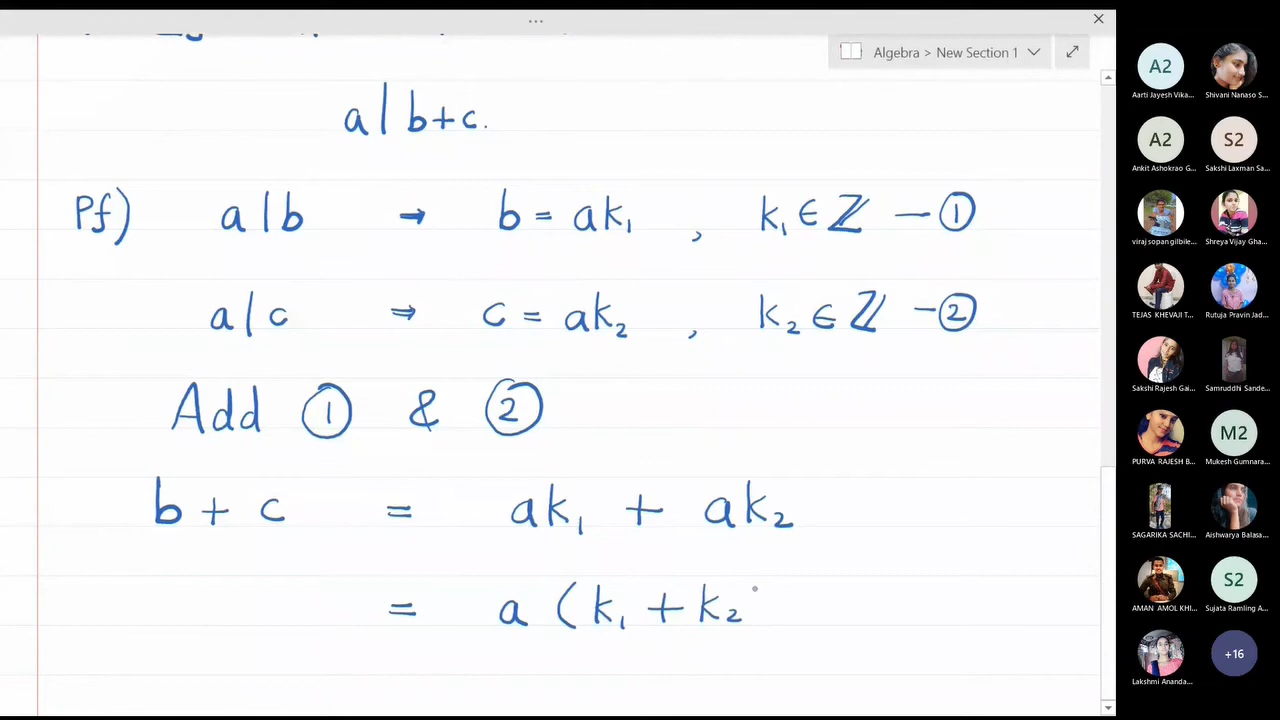 Algebra > New Section 1
a | b+c.
Pf) a | b → b = ak₁ , k₁ ∈ ℤ — ①
a | c ⇒ c = ak₂ , k₂ ∈ ℤ — ②
Add ① & ②
b + c = ak₁ + ak₂
= a (k₁ + k₂
A2
Aarti Jayesh Vika...
Shivani Nanaso S...
A2
Ankit Ashokrao G...
S2
Sakshi Laxman Sa...
viraj sopan gilbile...
Shreya Vijay Gha...
TEJAS KHEVAJI T...
Rutuja Pravin Jad...
Sakshi Rajesh Gai...
Samruddhi Sande...
PURVA RAJESH B...
M2
Mukesh Gumnara...
SAGARIKA SACHI...
Aishwarya Balasa...
AMAN AMOL KHI...
S2
Sujata Ramling A...
Lakshmi Ananda...
+16